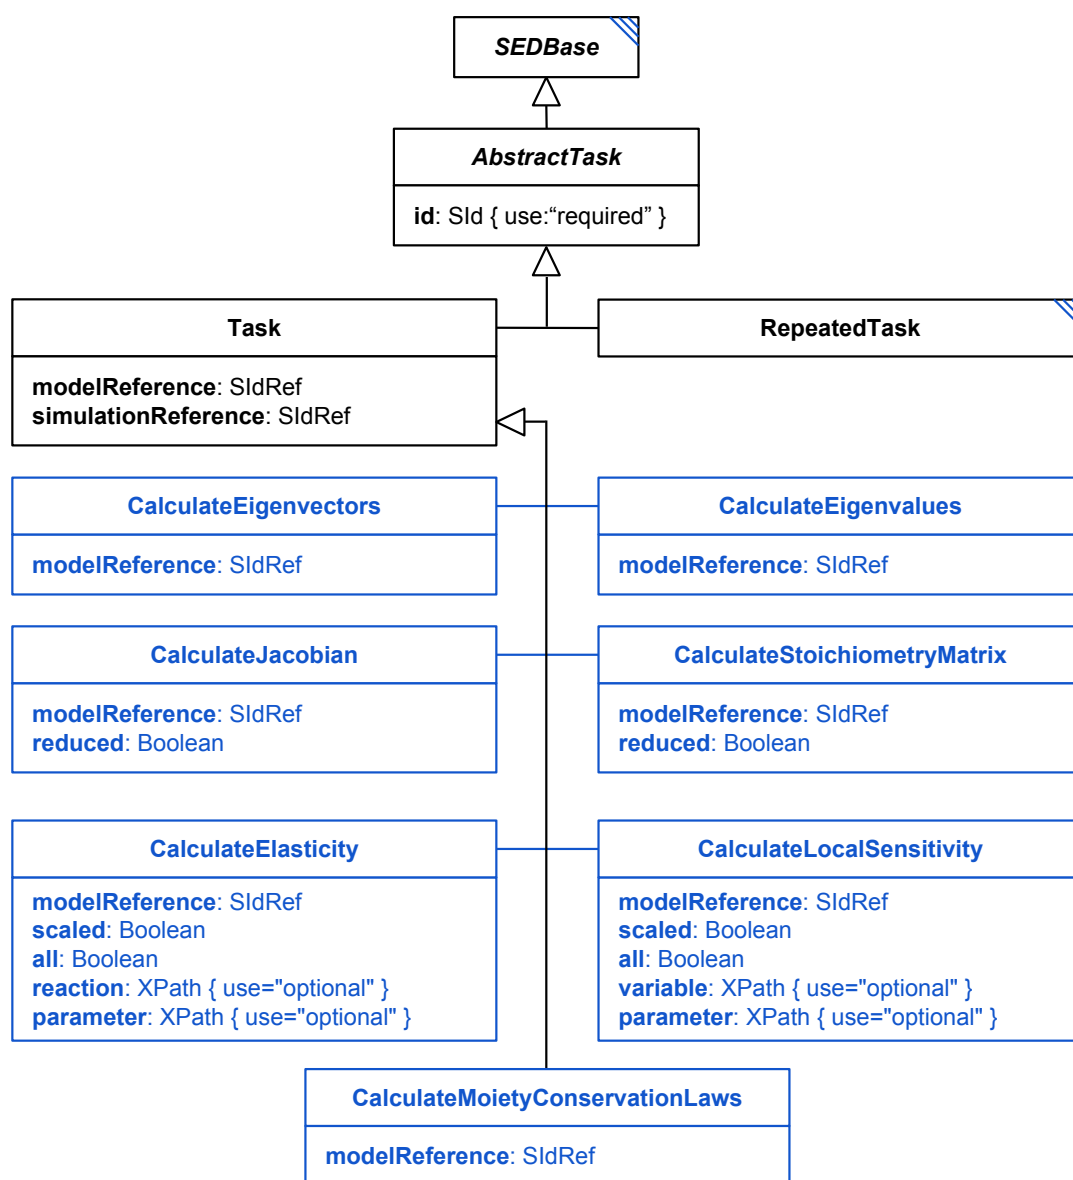 SEDBase
AbstractTask
id: SId { use:“required” }
Task
modelReference: SIdRef
simulationReference: SIdRef
RepeatedTask
CalculateEigenvectors
modelReference: SIdRef
CalculateEigenvalues
modelReference: SIdRef
CalculateJacobian
modelReference: SIdRef
reduced: Boolean
CalculateStoichiometryMatrix
modelReference: SIdRef
reduced: Boolean
CalculateElasticity
modelReference: SIdRef
scaled: Boolean
all: Boolean
reaction: XPath { use="optional" }
parameter: XPath { use="optional" }
CalculateLocalSensitivity
modelReference: SIdRef
scaled: Boolean
all: Boolean
variable: XPath { use="optional" }
parameter: XPath { use="optional" }
CalculateMoietyConservationLaws
modelReference: SIdRef